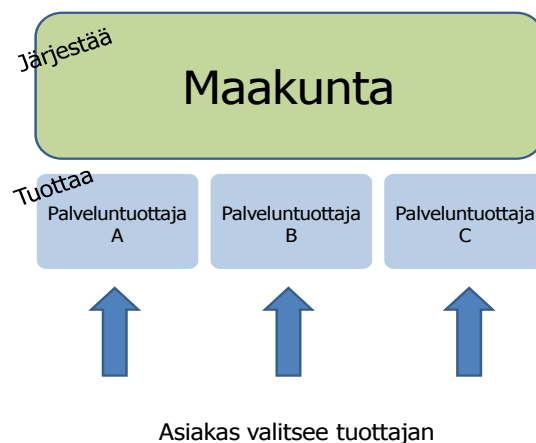 Järjestää
Maakunta
Tuottaa
Palveluntuottaja
A
Palveluntuottaja
B
Palveluntuottaja
C
Asiakas valitsee tuottajan